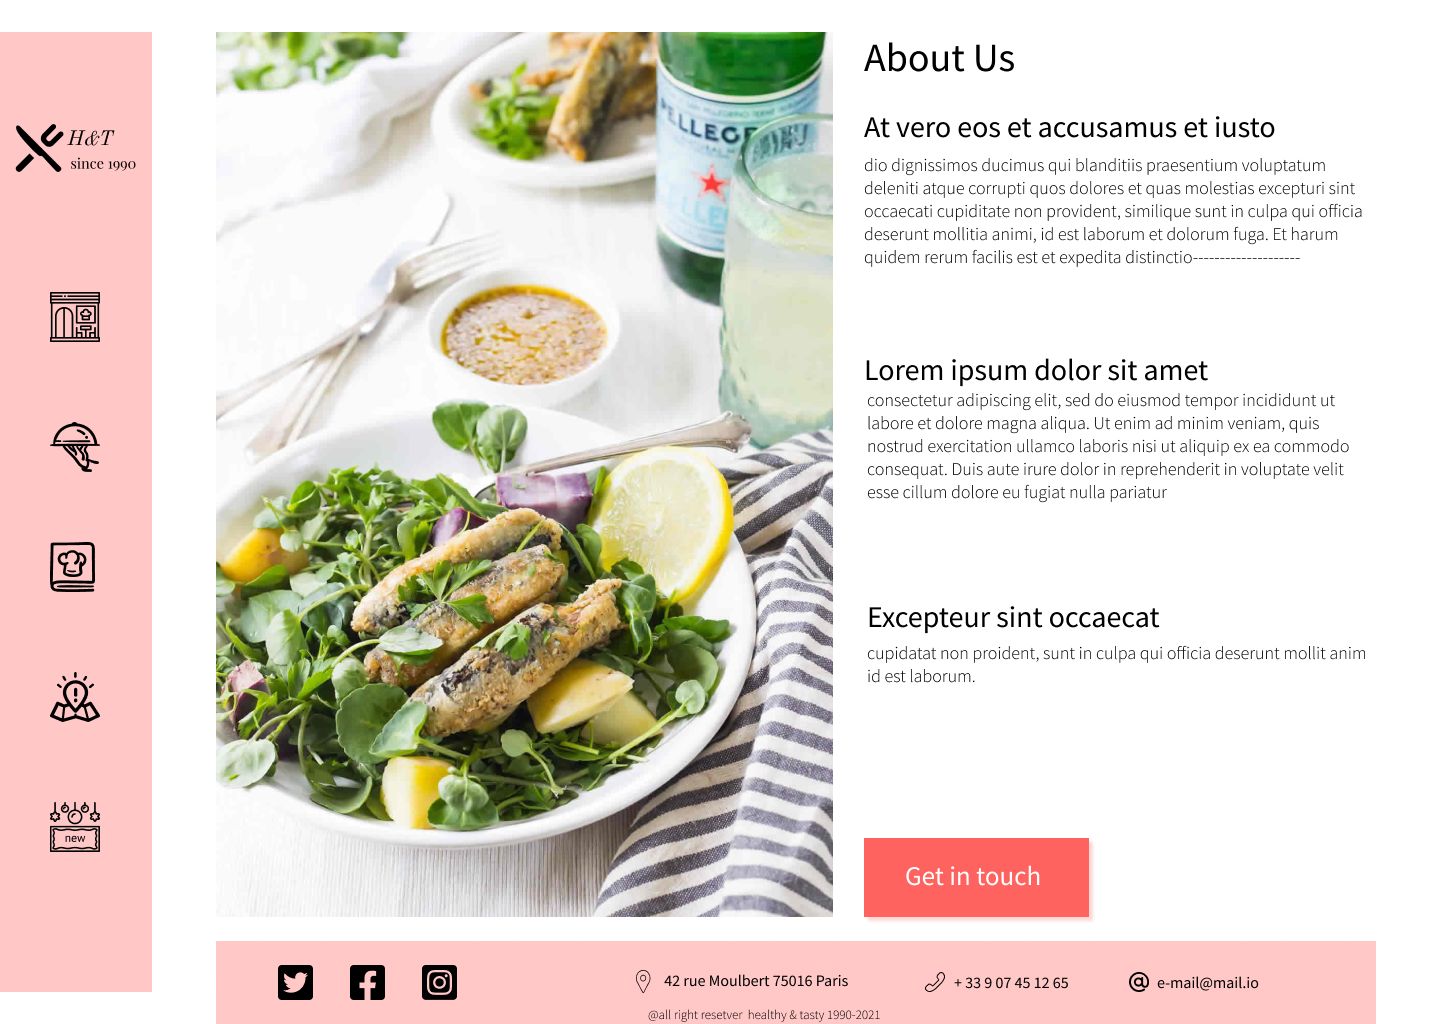 H&T
since 1990
new
PELLEGR
About Us
At vero eos et accusamus et iusto
dio dignissimos ducimus qui blanditiis praesentium voluptatum
deleniti atque corrupti quos dolores et quas molestias excepturi sint
occaecati cupiditate non provident, similique sunt in culpa qui officia
deserunt mollitia animi, id est laborum et dolorum fuga. Et harum
quidem rerum facilis est et expedita distinctio--------------------
Lorem ipsum dolor sit amet
consectetur adipiscing elit, sed do eiusmod tempor incididunt ut
labore et dolore magna aliqua. Ut enim ad minim veniam, quis
nostrud exercitation ullamco laboris nisi ut aliquip ex ea commodo
consequat. Duis aute irure dolor in reprehenderit in voluptate velit
esse cillum dolore eu fugiat nulla pariatur
Excepteur sint occaecat
cupidatat non proident, sunt in culpa qui officia deserunt mollit anim
id est laborum.
Get in touch
42 rue Moulbert 75016 Paris
+ 33 9 07 45 12 65
e-mail@mail.io
@all right resetver healthy & tasty 1990-2021